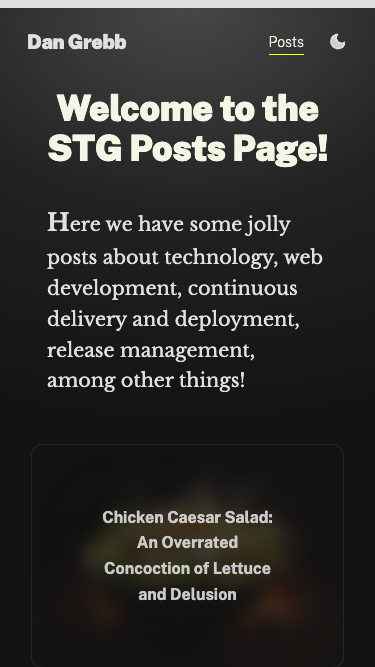 Dan Grebb
Posts
Welcome to the
STG Posts Page!
Here we have some jolly
posts about technology, web
development, continuous
delivery and deployment,
release management,
among other things!
Chicken Caesar Salad:
An Overrated
Concoction of Lettuce
and Delusion